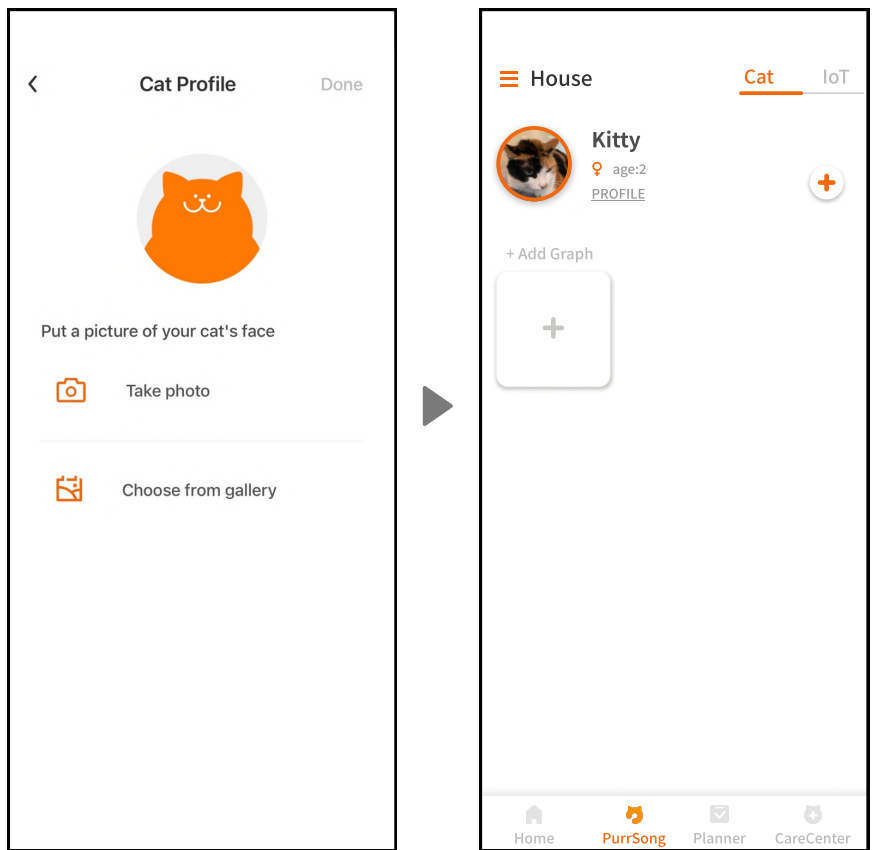 Cat Profile
Done
Put a picture of your cat's face
Take photo
Choose from gallery
House
Cat
IoT
Kitty
age:2
PROFILE
+ Add Graph
Home
PurrSong
Planner
CareCenter